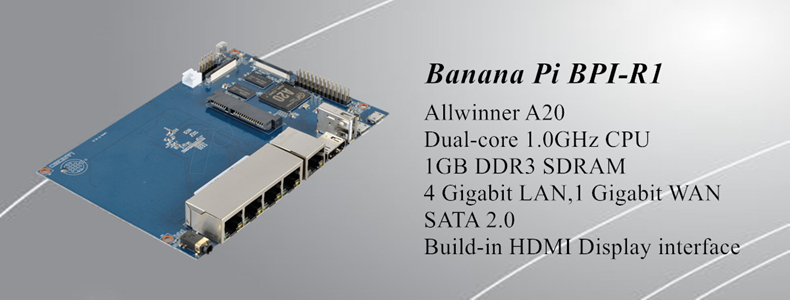 Banana Pi BPI-R1
Allwinner A20
Dual-core 1.0GHz CPU
1GB DDR3 SDRAM
4 Gigabit LAN,1 Gigabit WAN
SATA 2.0
Build-in HDMI Display interface
A20